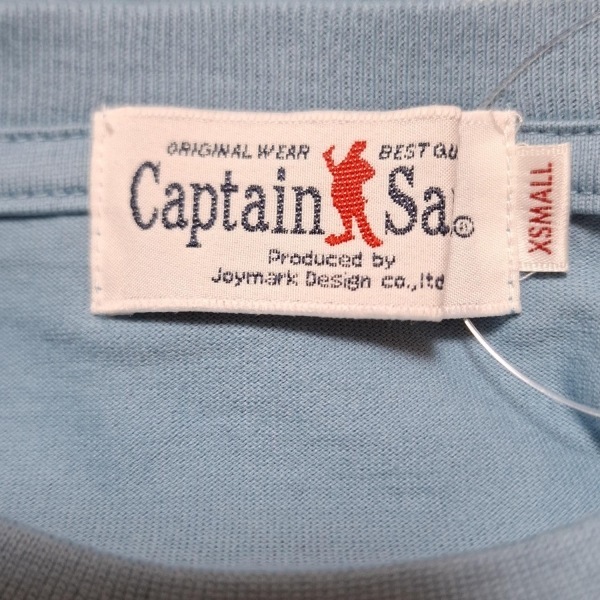 ORIGINAL WEAR BEST QU
Captain Sa ®
Produced by
Joymark Design co.,ltd
XSMALL